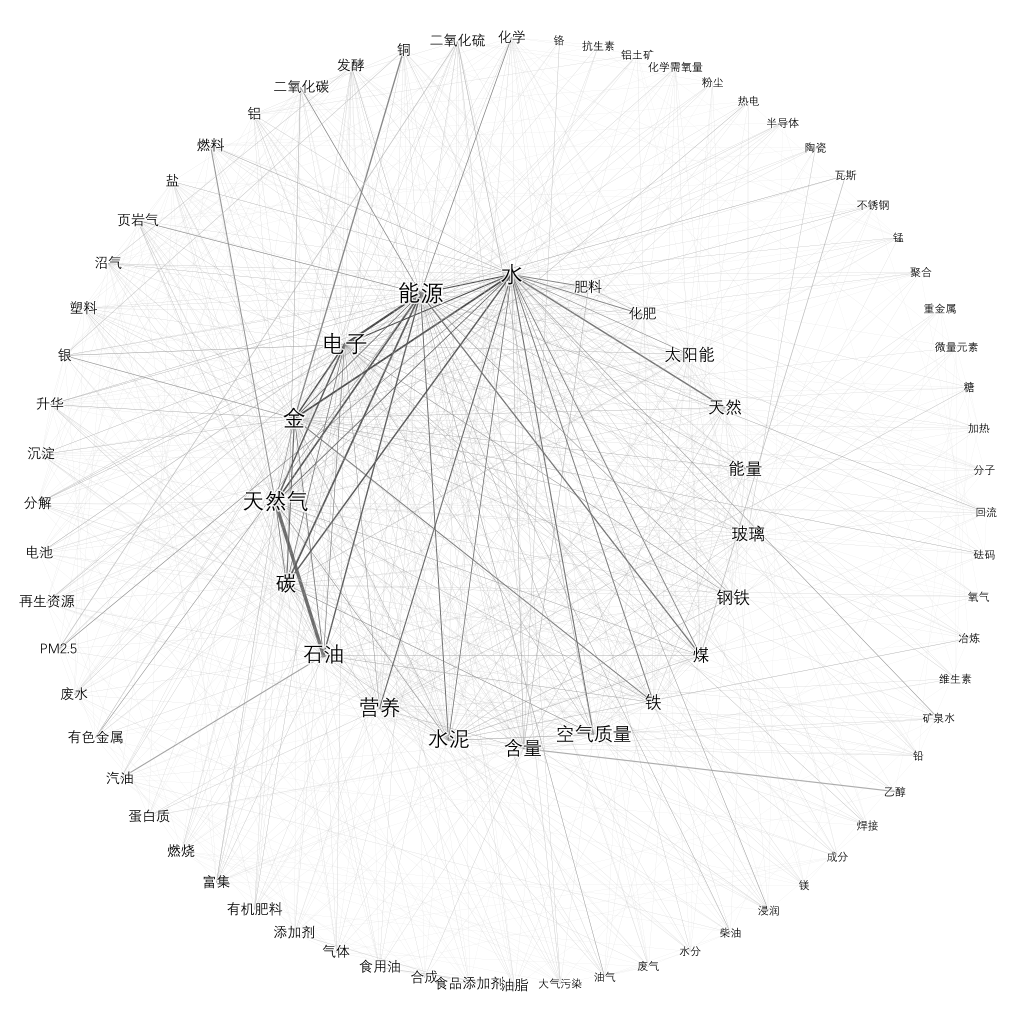 二氧化硫
化学
铬
抗生素
铝土矿
化学需氧量
粉尘
热电
半导体
陶瓷
瓦斯
不锈钢
锰
聚合
重金属
微量元素
糖
加热
分子
回流
砝码
氧气
冶炼
维生素
矿泉水
铅
乙醇
焊接
成分
镁
浸润
柴油
水分
废气
油气
大气污染
油脂
食品添加剂
合成
食用油
气体
添加剂
有机肥料
富集
燃烧
蛋白质
汽油
有色金属
废水
PM2.5
再生资源
电池
分解
沉淀
升华
银
塑料
沼气
页岩气
盐
燃料
铝
二氧化碳
发酵
铜
水
肥料
化肥
太阳能
天然
能量
玻璃
钢铁
煤
铁
空气质量
含量
水泥
营养
石油
碳
天然气
金
电子
能源